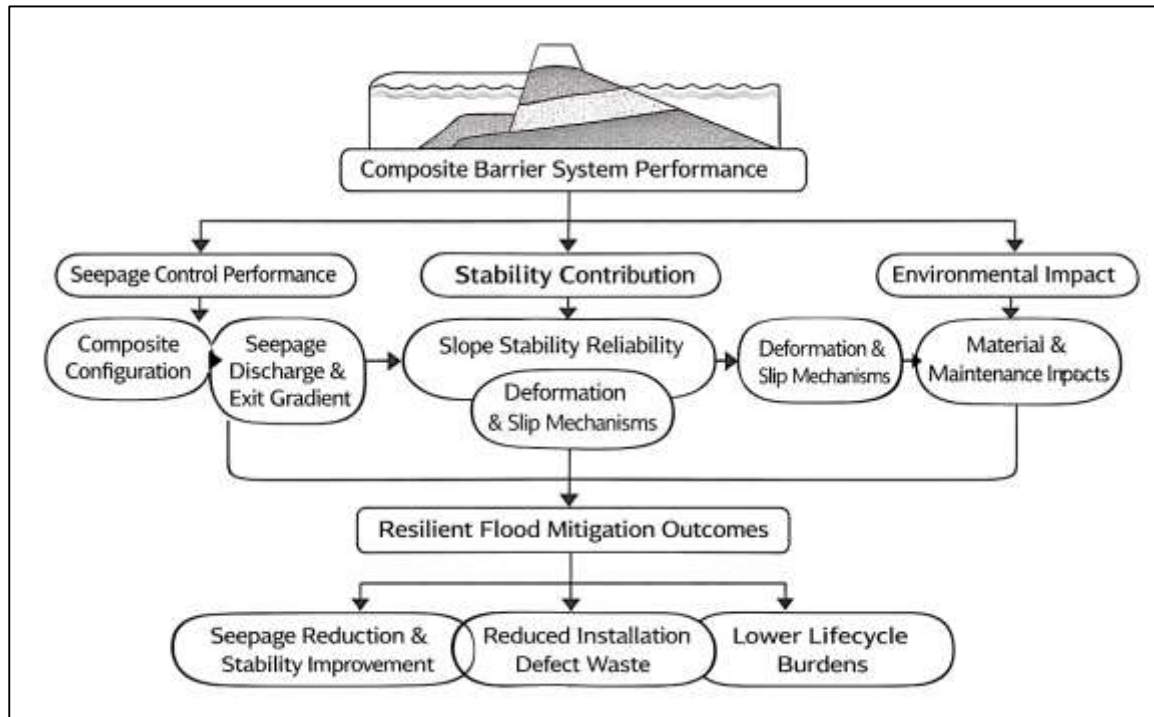 Composite Barrier System Performance
Seepage Control Performance
Stability Contribution
Environmental Impact
Composite
Configuration
Seepage
Discharge &
Exit Gradient
Slope Stability Reliability
Deformation
& Slip Mechanisms
Deformation &
Slip Mechanisms
Material &
Maintenance Inpacts
Resilient Flood Mitigation Outcomes
Seepage Reduction &
Stability Improvement
Reduced Installation
Defect Waste
Lower Lifecycle
Burdens